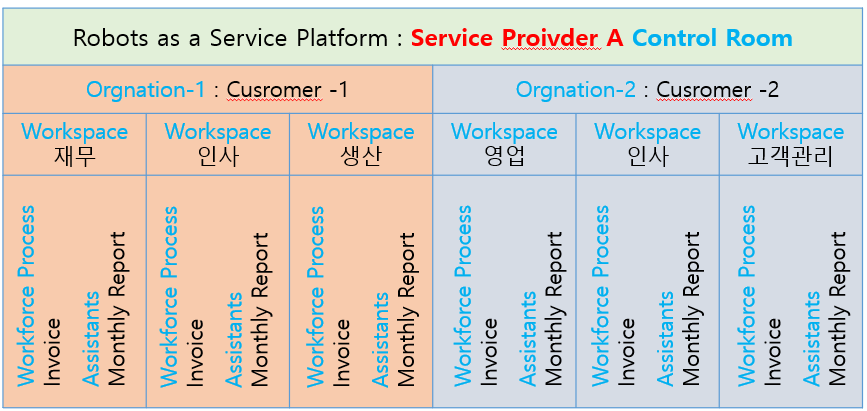 Robots as a Service Platform : Service Proivder A Control Room
Orgnation-1 : Cusromer -1
Orgnation-2 : Cusromer -2
Workspace
재무
Workspace
인사
Workspace
생산
Workspace
영업
Workspace
인사
Workspace
고객관리
Workforce Process
Invoice
Assistants
Monthly Report
Workforce Process
Invoice
Assistants
Monthly Report
Workforce Process
Invoice
Assistants
Monthly Report
Workforce Process
Invoice
Assistants
Monthly Report
Workforce Process
Invoice
Assistants
Monthly Report
Workforce Process
Invoice
Assistants
Monthly Report